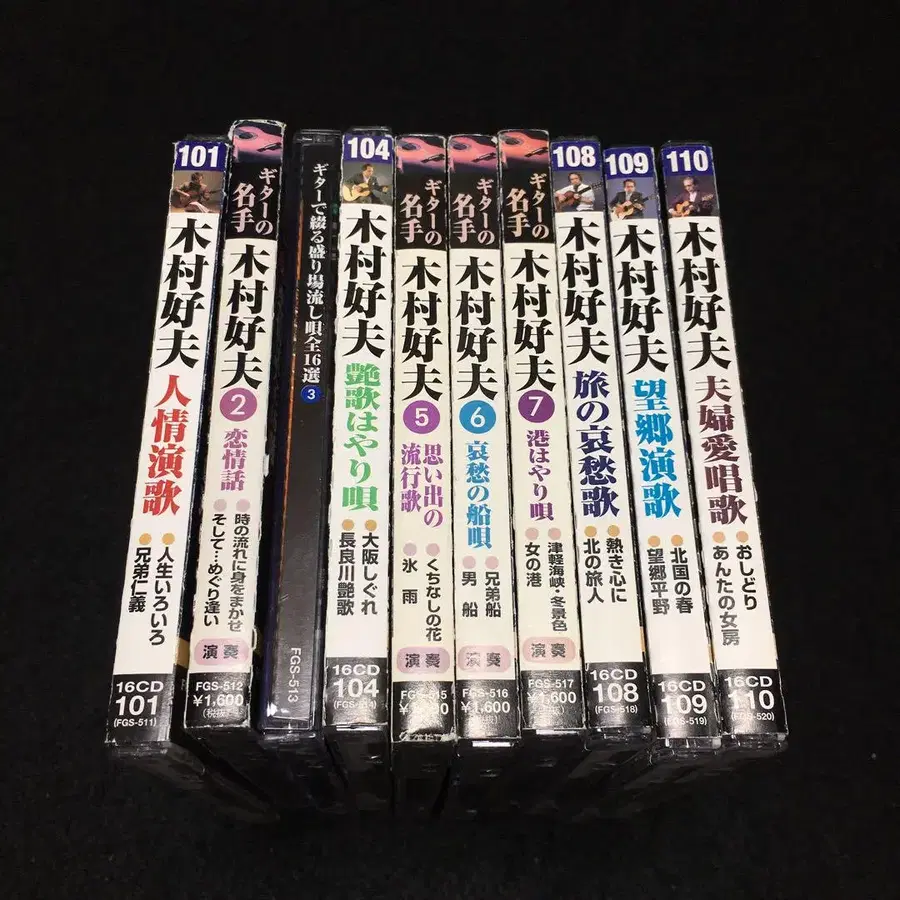 101
木村好夫
人情演歌
人生いろいろ
兄弟仁義
16CD
101
(FGS-511)
ギターの
名手
木村好夫
2
恋情話
時の流れに身をまかせ
そして…めぐり逢い
演奏
FGS-512
¥1,600
(税抜)
ギターで綴る盛り場流し唄全16選
3
FGS-513
104
木村好夫
艶歌はやり唄
大阪しぐれ
長良川艶歌
16CD
104
(FGS-514)
ギターの
名手
木村好夫
5
思い出の
流行歌
くちなしの花
氷雨
演奏
FGS-515
ギターの
名手
木村好夫
6
哀愁の船唄
兄弟船
男船
演奏
FGS-516
¥1,600
(税抜)
ギターの
名手
木村好夫
7
港はやり唄
津軽海峡・冬景色
女の港
演奏
FGS-517
¥1,600
(税抜)
108
木村好夫
旅の哀愁歌
熱き心に
北の旅人
16CD
108
(FGS-518)
109
木村好夫
望郷演歌
北国の春
望郷平野
16CD
109
(FGS-519)
110
木村好夫
夫婦愛唱歌
おしどり
あんたの女房
16CD
110
(FGS-520)